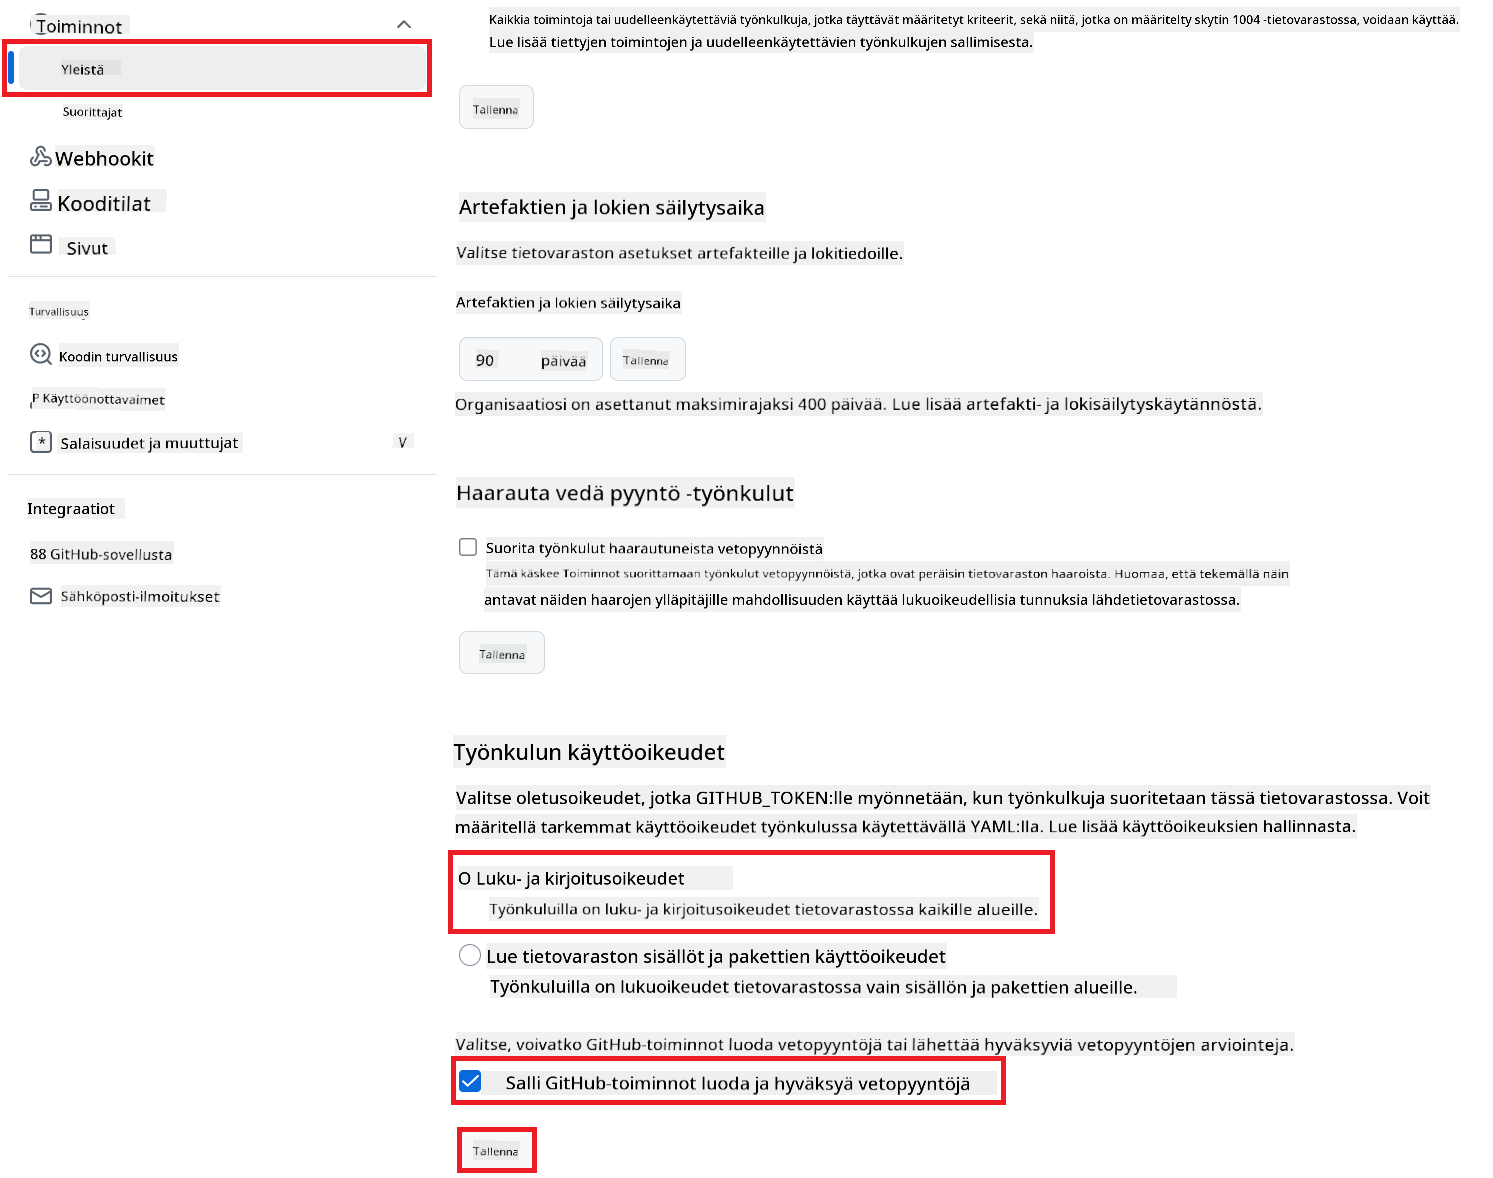 Toiminnot
Yleistä
Suorittajat
Webhookit
Kooditilat
Sivut
Turvallisuus
Koodin turvallisuus
P Käyttöönottavaimet
* Salaisuudet ja muuttujat V
Integraatiot
88 GitHub-sovellusta
Sähköposti-ilmoitukset
Kaikkia toimintoja tai uudelleenkäytettäviä työnkulkuja, jotka täyttävät määritetyt kriteerit, sekä niitä, jotka on määritelty skytin 1004 -tietovarastossa, voidaan käyttää.
Lue lisää tiettyjen toimintojen ja uudelleenkäytettävien työnkulkujen sallimisesta.
Tallenna
Artefaktien ja lokien säilytysaika
Valitse tietovaraston asetukset artefakteille ja lokitiedoille.
Artefaktien ja lokien säilytysaika
90 päivää Tallenna
Organisaatiosi on asettanut maksimirajaksi 400 päivää. Lue lisää artefakti- ja lokisäilytyskäytännöstä.
Haarauta vedä pyyntö -työnkulut
Suorita työnkulut haarautuneista vetopyynnöistä
Tämä käskee Toiminnot suorittamaan työnkulut vetopyynnöistä, jotka ovat peräisin tietovaraston haaroista. Huomaa, että tekemällä näin
antavat näiden haarojen ylläpitäjille mahdollisuuden käyttää lukuoikeudellisia tunnuksia lähdetietovarastossa.
Tallenna
Työnkulun käyttöoikeudet
Valitse oletusoikeudet, jotka GITHUB_TOKEN:lle myönnetään, kun työnkulkuja suoritetaan tässä tietovarastossa. Voit
määritellä tarkemmat käyttöoikeudet työnkulussa käytettävällä YAML:lla. Lue lisää käyttöoikeuksien hallinnasta.
O Luku- ja kirjoitusoikeudet
Työnkuluilla on luku- ja kirjoitusoikeudet tietovarastossa kaikille alueille.
Lue tietovaraston sisällöt ja pakettien käyttöoikeudet
Työnkuluilla on lukuoikeudet tietovarastossa vain sisällön ja pakettien alueille.
Valitse, voivatko GitHub-toiminnot luoda vetopyyntöjä tai lähettää hyväksyviä vetopyyntöjen arviointeja.
Salli GitHub-toiminnot luoda ja hyväksyä vetopyyntöjä
Tallenna